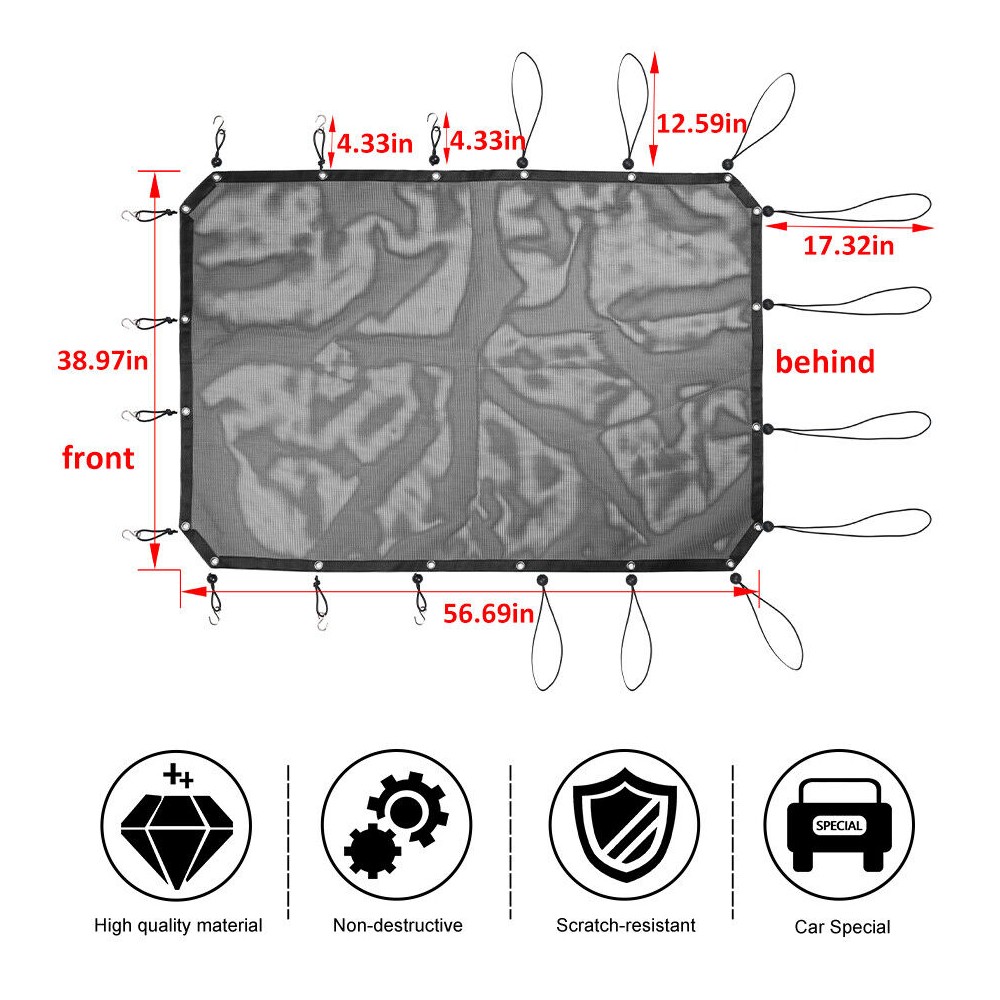 12.59in
4.33in
4.33in
17.32in
38.97in
behind
front
56.69in
SPECIAL
High quality material
Non-destructive
Scratch-resistant
Car Special